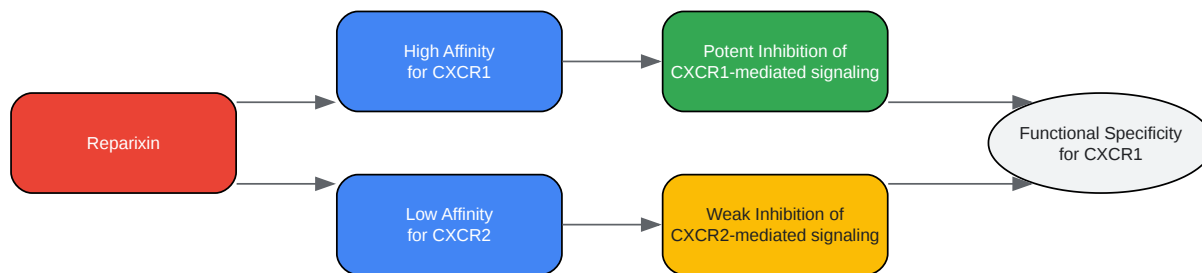 Reparixin
High Affinity
for CXCR1
Low Affinity
for CXCR2
Potent Inhibition of
CXCR1-mediated signaling
Weak Inhibition of
CXCR2-mediated signaling
Functional Specificity
for CXCR1